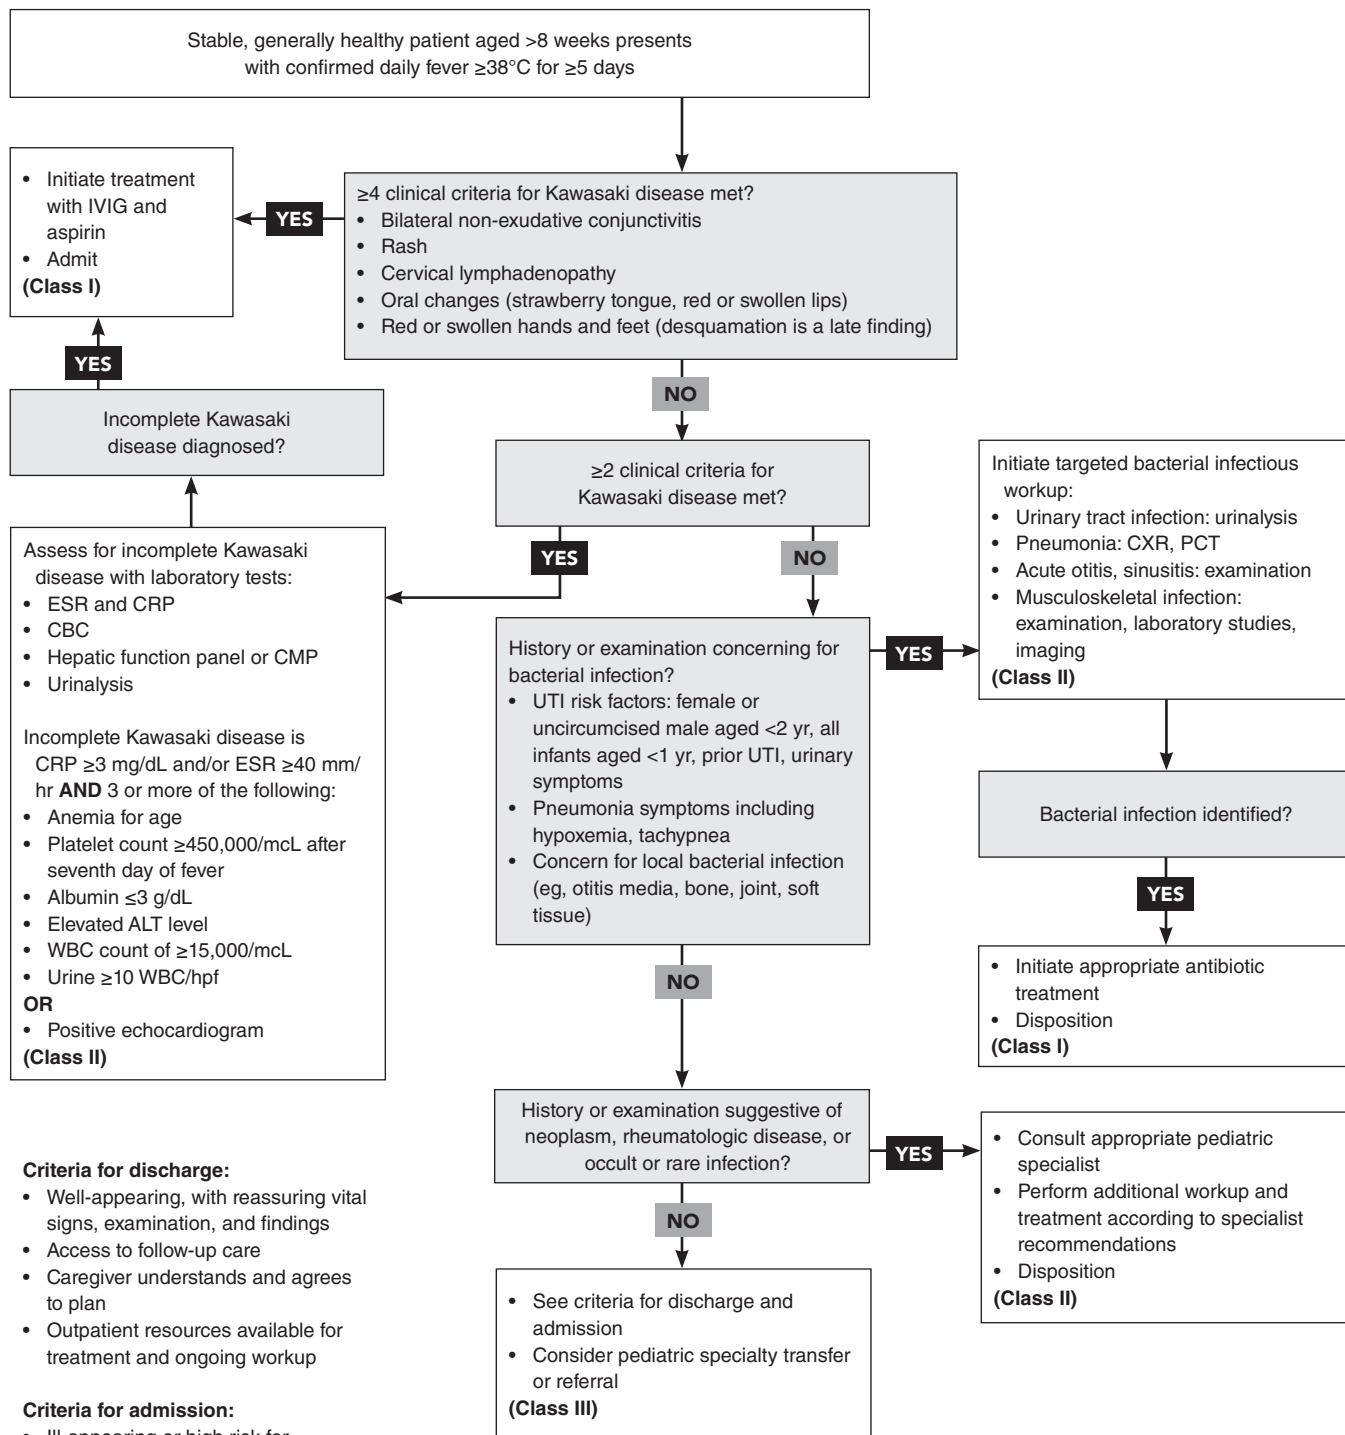 Stable, generally healthy patient aged >8 weeks presents
with confirmed daily fever ≥38°C for ≥5 days
• Initiate treatment
with IVIG and
aspirin
• Admit
(Class I)
YES
≥4 clinical criteria for Kawasaki disease met?
• Bilateral non-exudative conjunctivitis
• Rash
• Cervical lymphadenopathy
• Oral changes (strawberry tongue, red or swollen lips)
• Red or swollen hands and feet (desquamation is a late finding)
YES
NO
Incomplete Kawasaki
disease diagnosed?
≥2 clinical criteria for
Kawasaki disease met?
YES
NO
Assess for incomplete Kawasaki
disease with laboratory tests:
• ESR and CRP
• CBC
• Hepatic function panel or CMP
• Urinalysis
Incomplete Kawasaki disease is
CRP ≥3 mg/dL and/or ESR ≥40 mm/
hr AND 3 or more of the following:
• Anemia for age
• Platelet count ≥450,000/mcL after
seventh day of fever
• Albumin ≤3 g/dL
• Elevated ALT level
• WBC count of ≥15,000/mcL
• Urine ≥10 WBC/hpf
OR
• Positive echocardiogram
(Class II)
History or examination concerning for
bacterial infection?
• UTI risk factors: female or
uncircumcised male aged <2 yr, all
infants aged <1 yr, prior UTI, urinary
symptoms
• Pneumonia symptoms including
hypoxemia, tachypnea
• Concern for local bacterial infection
(eg, otitis media, bone, joint, soft
tissue)
YES
Initiate targeted bacterial infectious
workup:
• Urinary tract infection: urinalysis
• Pneumonia: CXR, PCT
• Acute otitis, sinusitis: examination
• Musculoskeletal infection:
examination, laboratory studies,
imaging
(Class II)
Bacterial infection identified?
YES
• Initiate appropriate antibiotic
treatment
• Disposition
(Class I)
NO
History or examination suggestive of
neoplasm, rheumatologic disease, or
occult or rare infection?
YES
• Consult appropriate pediatric
specialist
• Perform additional workup and
treatment according to specialist
recommendations
• Disposition
(Class II)
NO
• See criteria for discharge and
admission
• Consider pediatric specialty transfer
or referral
(Class III)
Criteria for discharge:
• Well-appearing, with reassuring vital
signs, examination, and findings
• Access to follow-up care
• Caregiver understands and agrees
to plan
• Outpatient resources available for
treatment and ongoing workup
Criteria for admission:
• Ill-appearing or high risk for